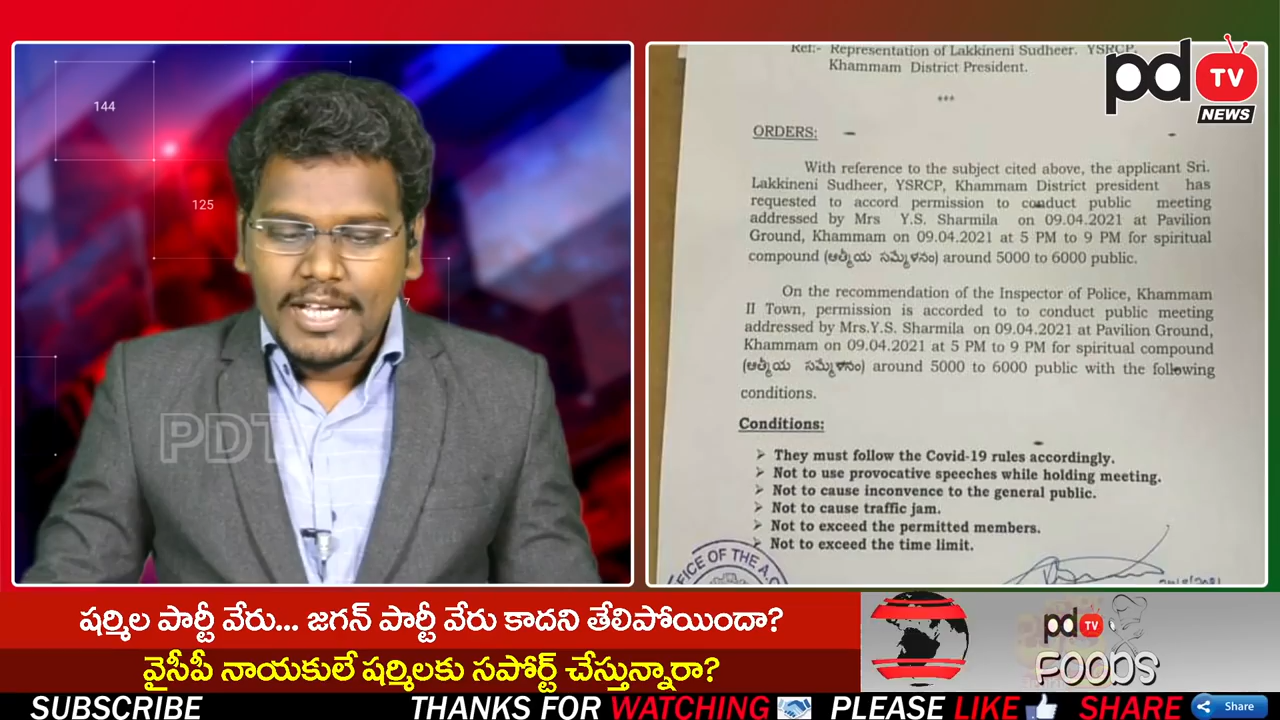 144
125
7
PDT
Ref:- Representation of Lakkineni Sudheer. YSRCP,
Khammam District President.
***
ORDERS:
With reference to the subject cited above, the applicant Sri.
Lakkineni Sudheer, YSRCP, Khammam District president has
requested to accord permission to conduct public meeting
addressed by Mrs Y.S. Sharmila on 09.04.2021 at Pavilion
Ground, Khammam on 09.04.2021 at 5 PM to 9 PM for spiritual
compound (ఆత్మీయ సమ్మేళనం) around 5000 to 6000 public.
On the recommendation of the Inspector of Police, Khammam
II Town, permission is accorded to to conduct public meeting
addressed by Mrs.Y.S. Sharmila on 09.04.2021 at Pavilion Ground,
Khammam on 09.04.2021 at 5 PM to 9 PM for spiritual compound
(ఆత్మీయ సమ్మేళనం) around 5000 to 6000 public with the following
conditions.
Conditions:
➢ They must follow the Covid-19 rules accordingly.
➢ Not to use provocative speeches while holding meeting.
➢ Not to cause inconvence to the general public.
➢ Not to cause traffic jam.
➢ Not to exceed the permitted members.
➢ Not to exceed the time limit.
OFFICE OF THE A.C.
pd TV
NEWS
షర్మిల పార్టీ వేరు... జగన్ పార్టీ వేరు కాదని తేలిపోయిందా?
వైసీపీ నాయకులే షర్మిలకు సపోర్ట్ చేస్తున్నారా?
pd TV
FOODS
SUBSCRIBE THANKS FOR WATCHING PLEASE LIKE SHARE Share